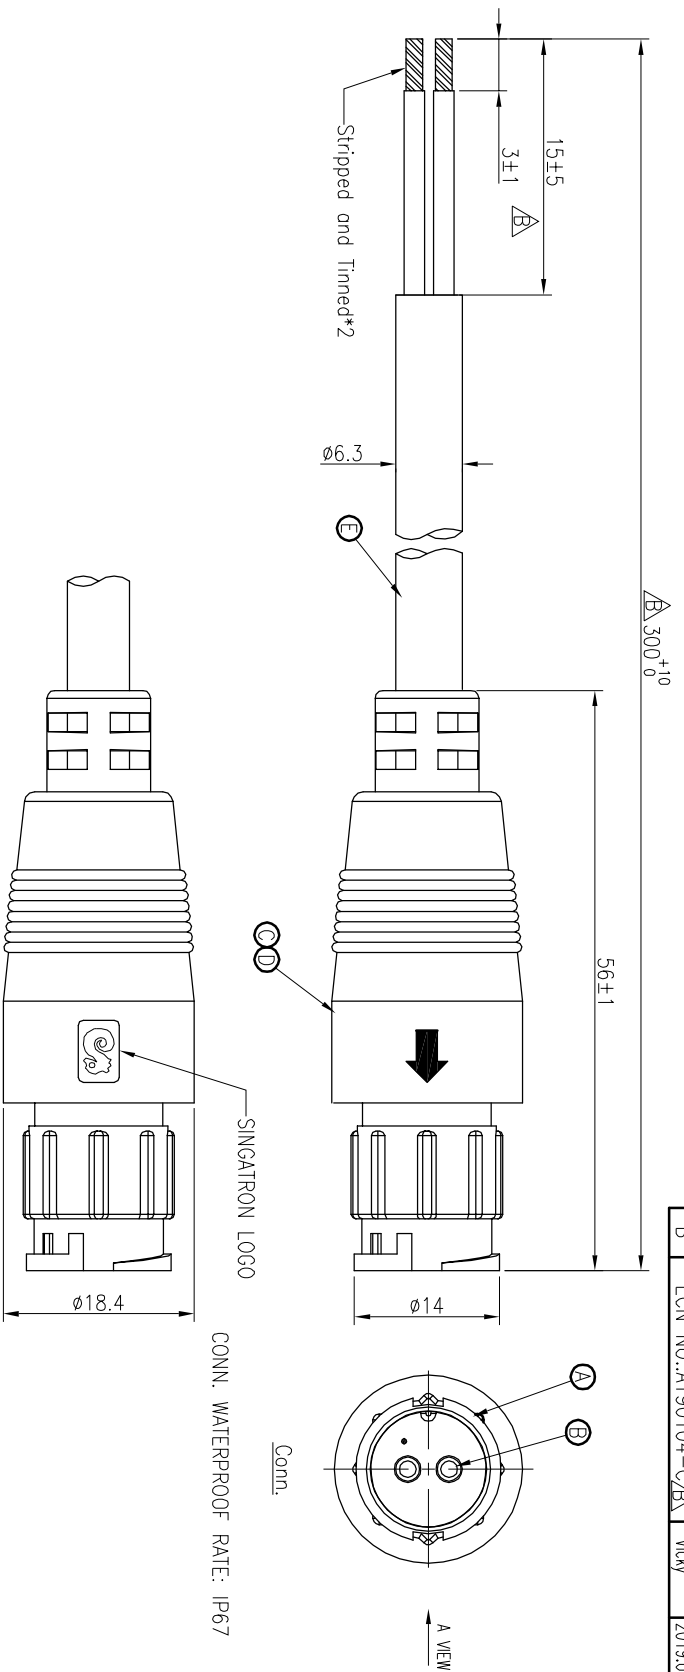 B ECN NO.:A190104-C B Vicky
B 300 +10 0
15±5
3±1
B
Stripped and Tinned*2
ø6.3
E
56±1
C D
SINGATRON LOGO
ø18.4
ø14
A
B
Conn.
CONN. WATERPROOF RATE: IP67
A VIEW